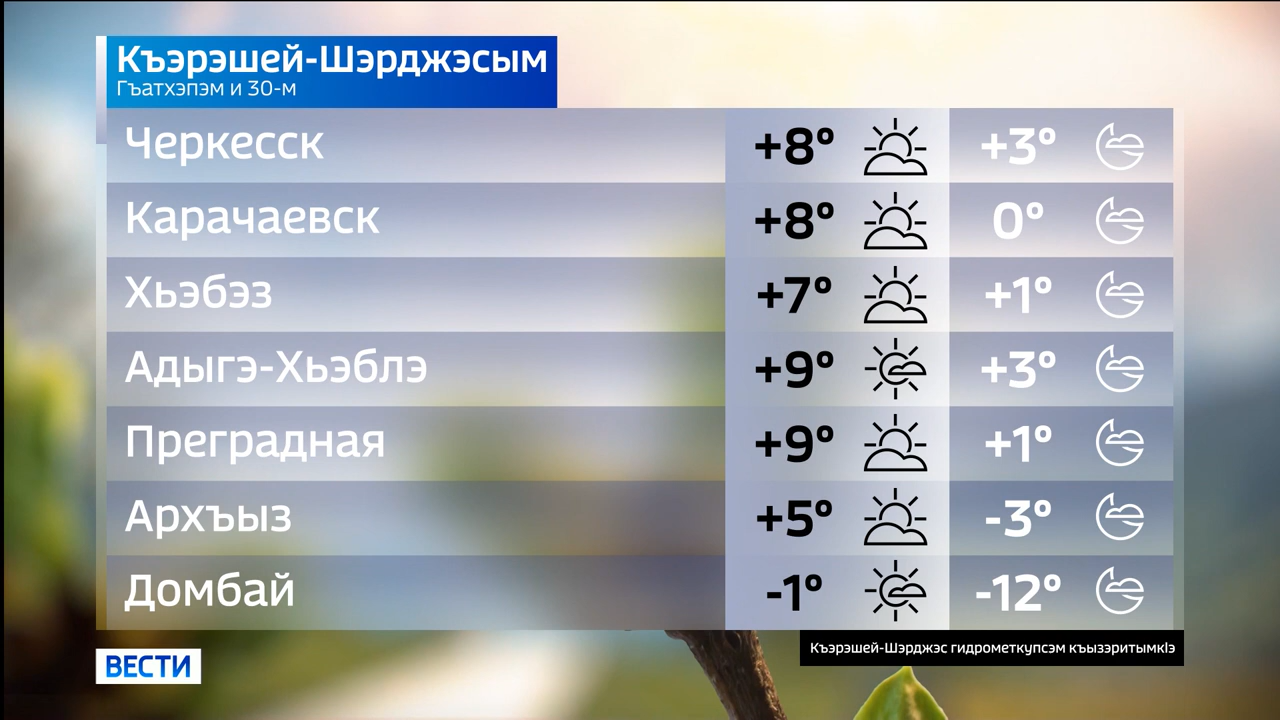 Къэрэшей-Шэрджэсым
Гъатхэпэм и 30-м
Черкесск +8° +3°
Карачаевск +8° 0°
Хьэбэз +7° +1°
Адыгэ-Хьэблэ +9° +3°
Преградная +9° +1°
Архъыз +5° -3°
Домбай -1° -12°
Къэрэшей-Шэрджэс гидрометкупсэм къызэритымкIэ
ВЕСТИ